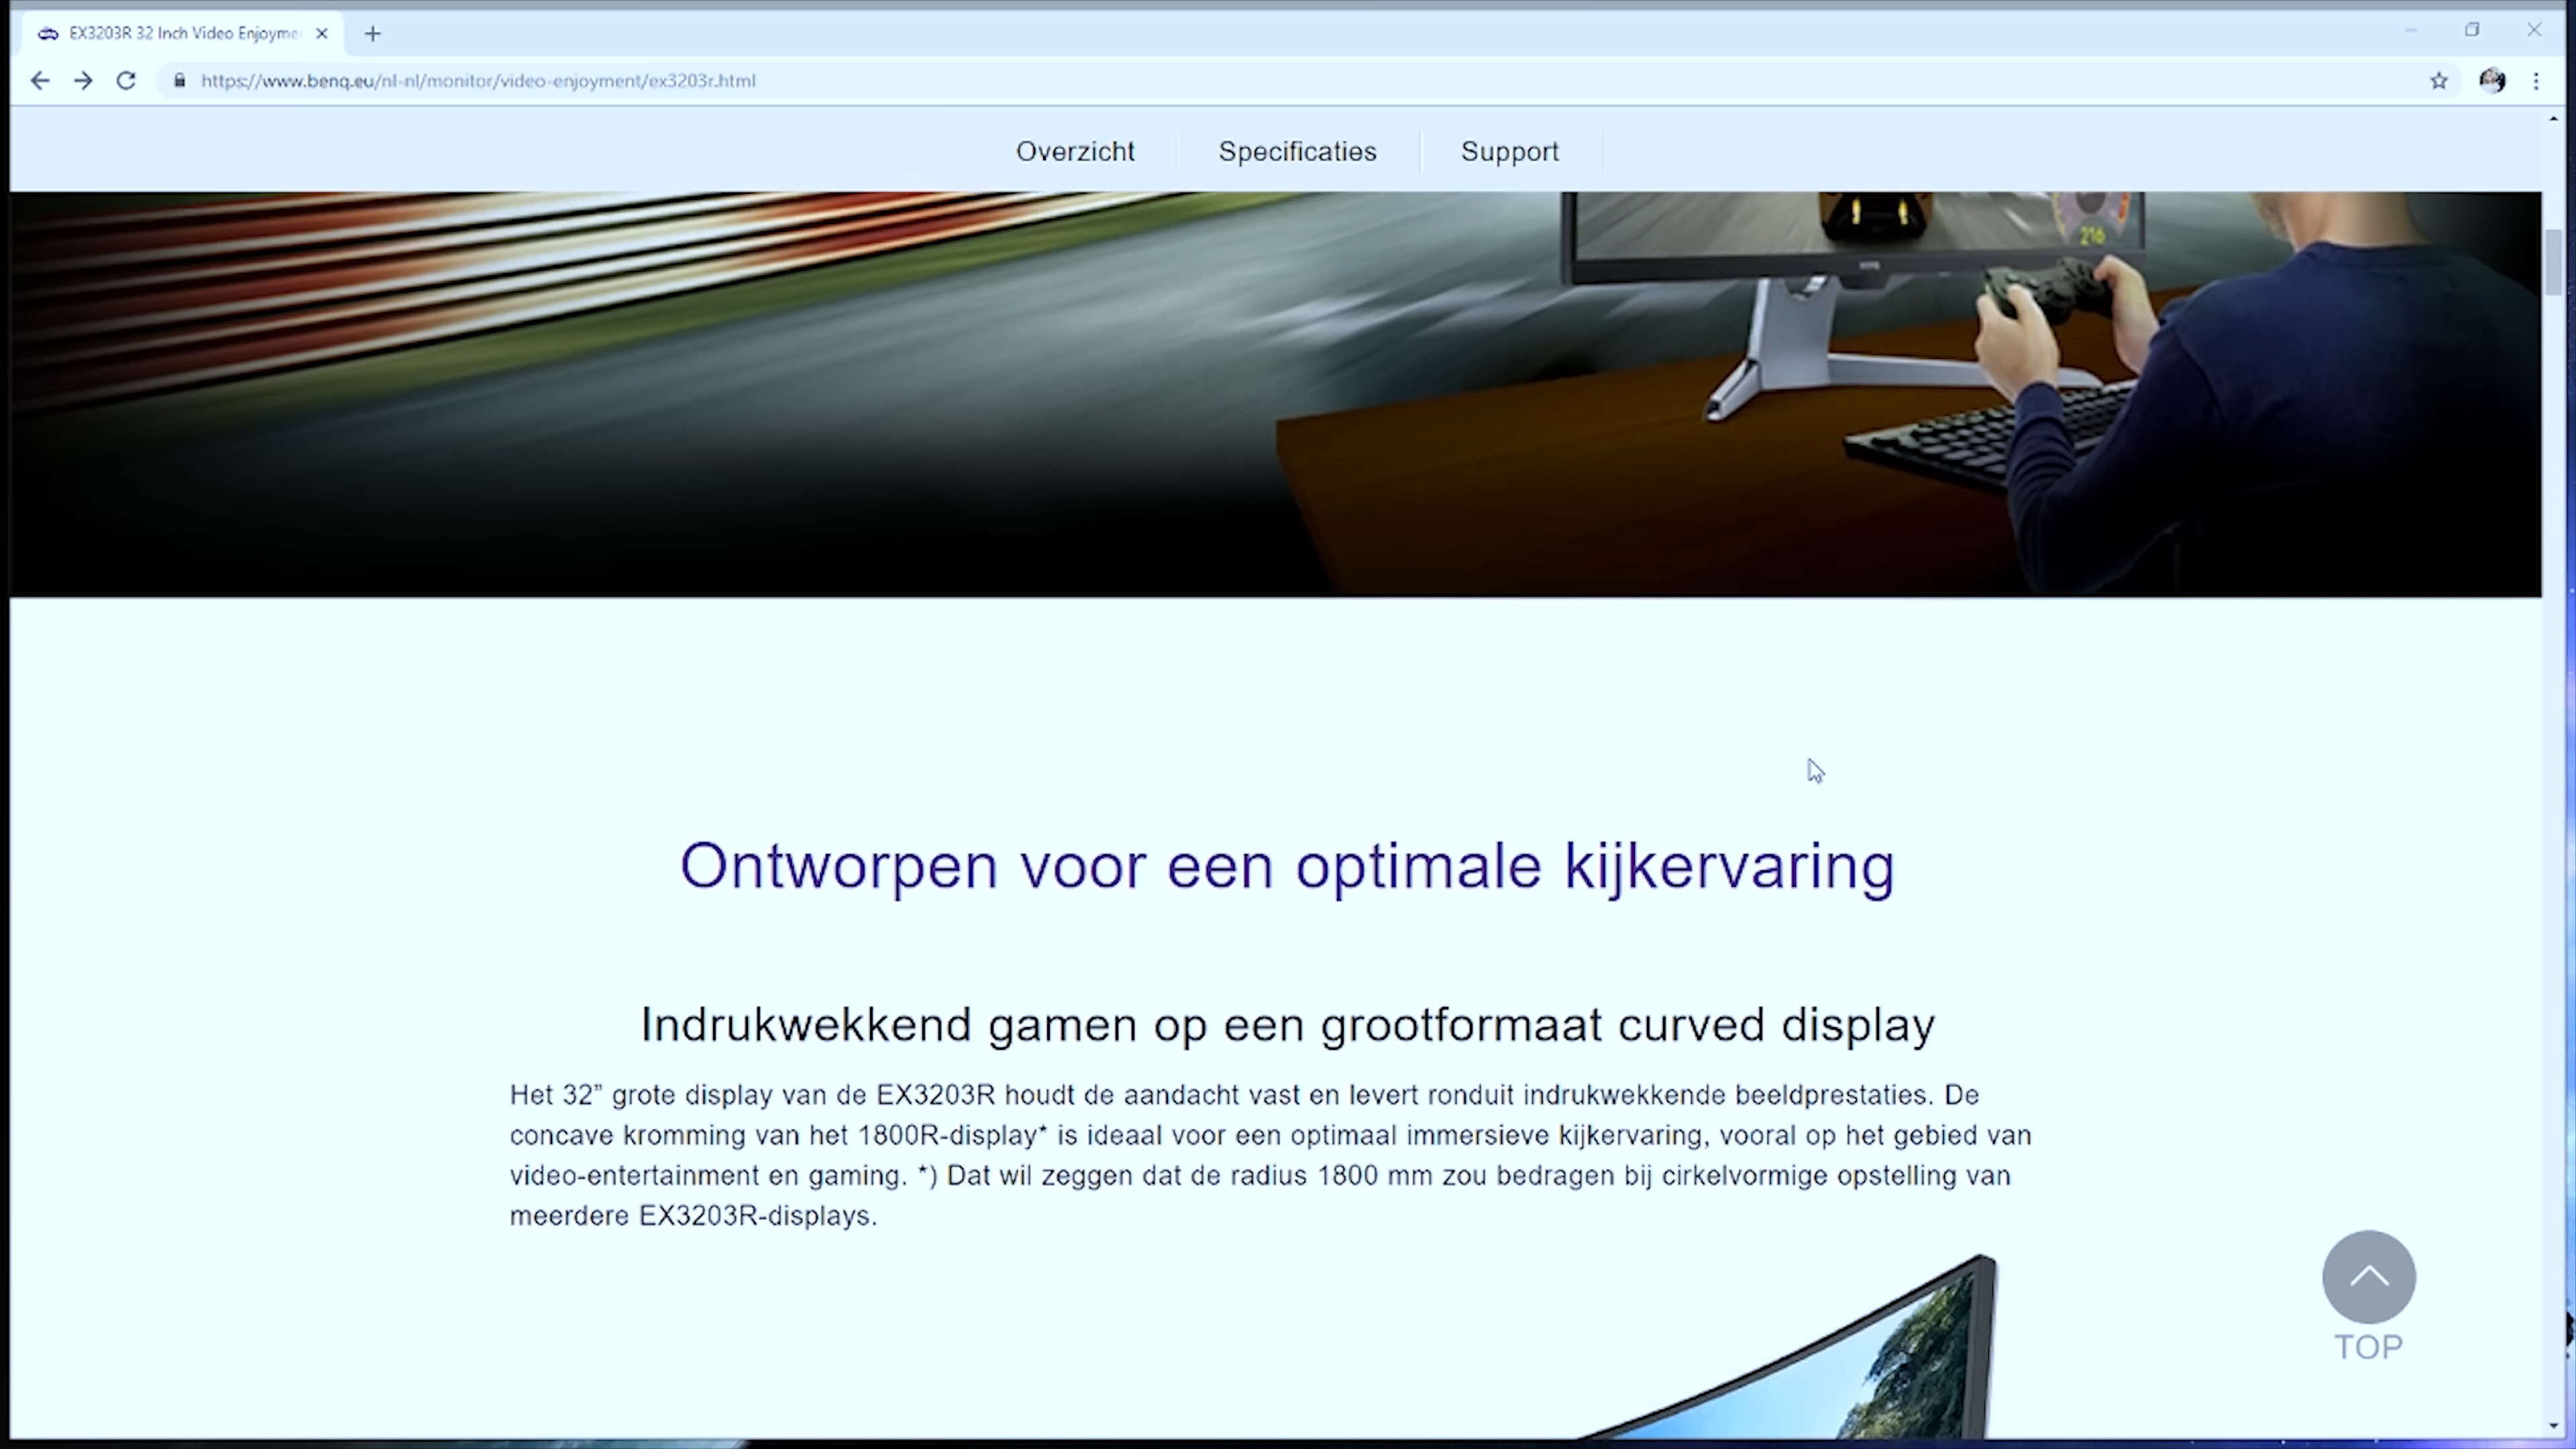 EX3203R 32 Inch Video Enjoyme
https://www.benq.eu/nl-nl/monitor/video-enjoyment/ex3203r.html
Overzicht Specificaties Support
216
Ontworpen voor een optimale kijkervaring
Indrukwekkend gamen op een grootformaat curved display
Het 32” grote display van de EX3203R houdt de aandacht vast en levert ronduit indrukwekkende beeldprestaties. De
concave kromming van het 1800R-display* is ideaal voor een optimaal immersieve kijkervaring, vooral op het gebied van
video-entertainment en gaming. *) Dat wil zeggen dat de radius 1800 mm zou bedragen bij cirkelvormige opstelling van
meerdere EX3203R-displays.
TOP